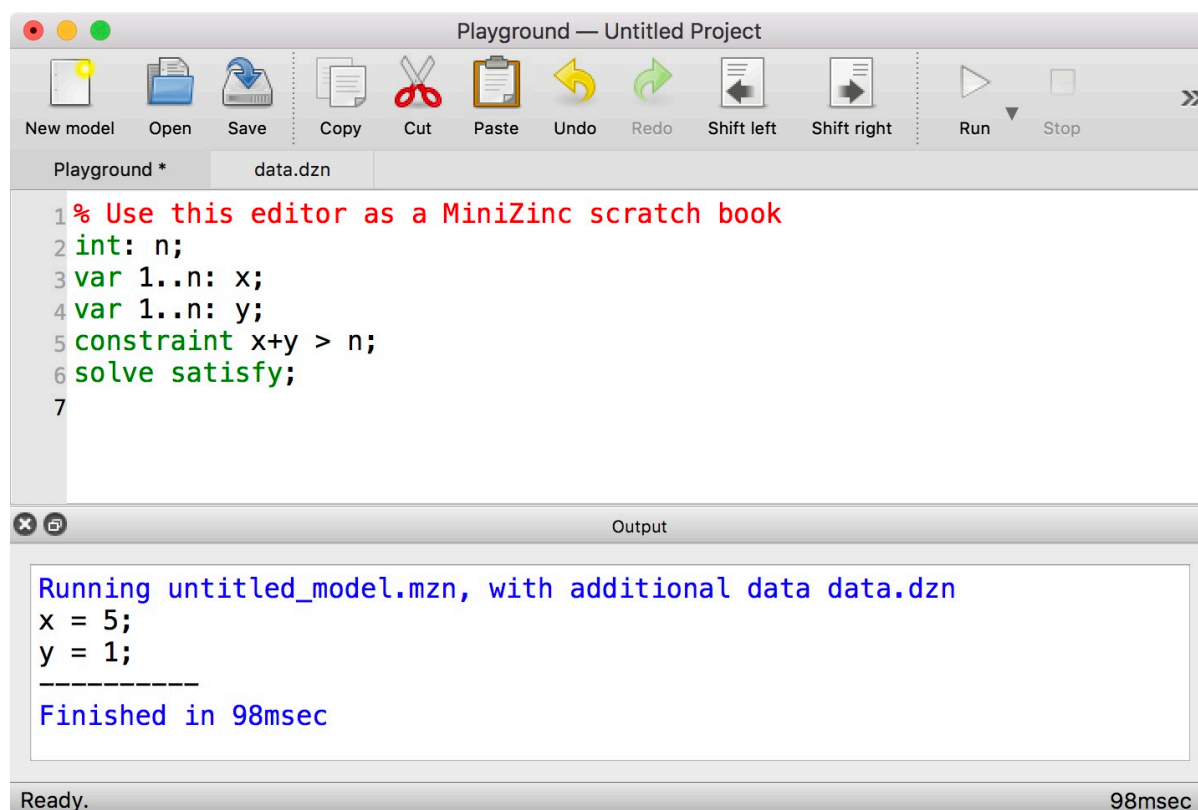 Playground — Untitled Project
New model Open Save Copy Cut Paste Undo Redo Shift left Shift right Run Stop
Playground * data.dzn
1 % Use this editor as a MiniZinc scratch book
2 int: n;
3 var 1..n: x;
4 var 1..n: y;
5 constraint x+y > n;
6 solve satisfy;
7
Output
Running untitled_model.mzn, with additional data data.dzn
x = 5;
y = 1;
----------
Finished in 98msec
Ready. 98msec